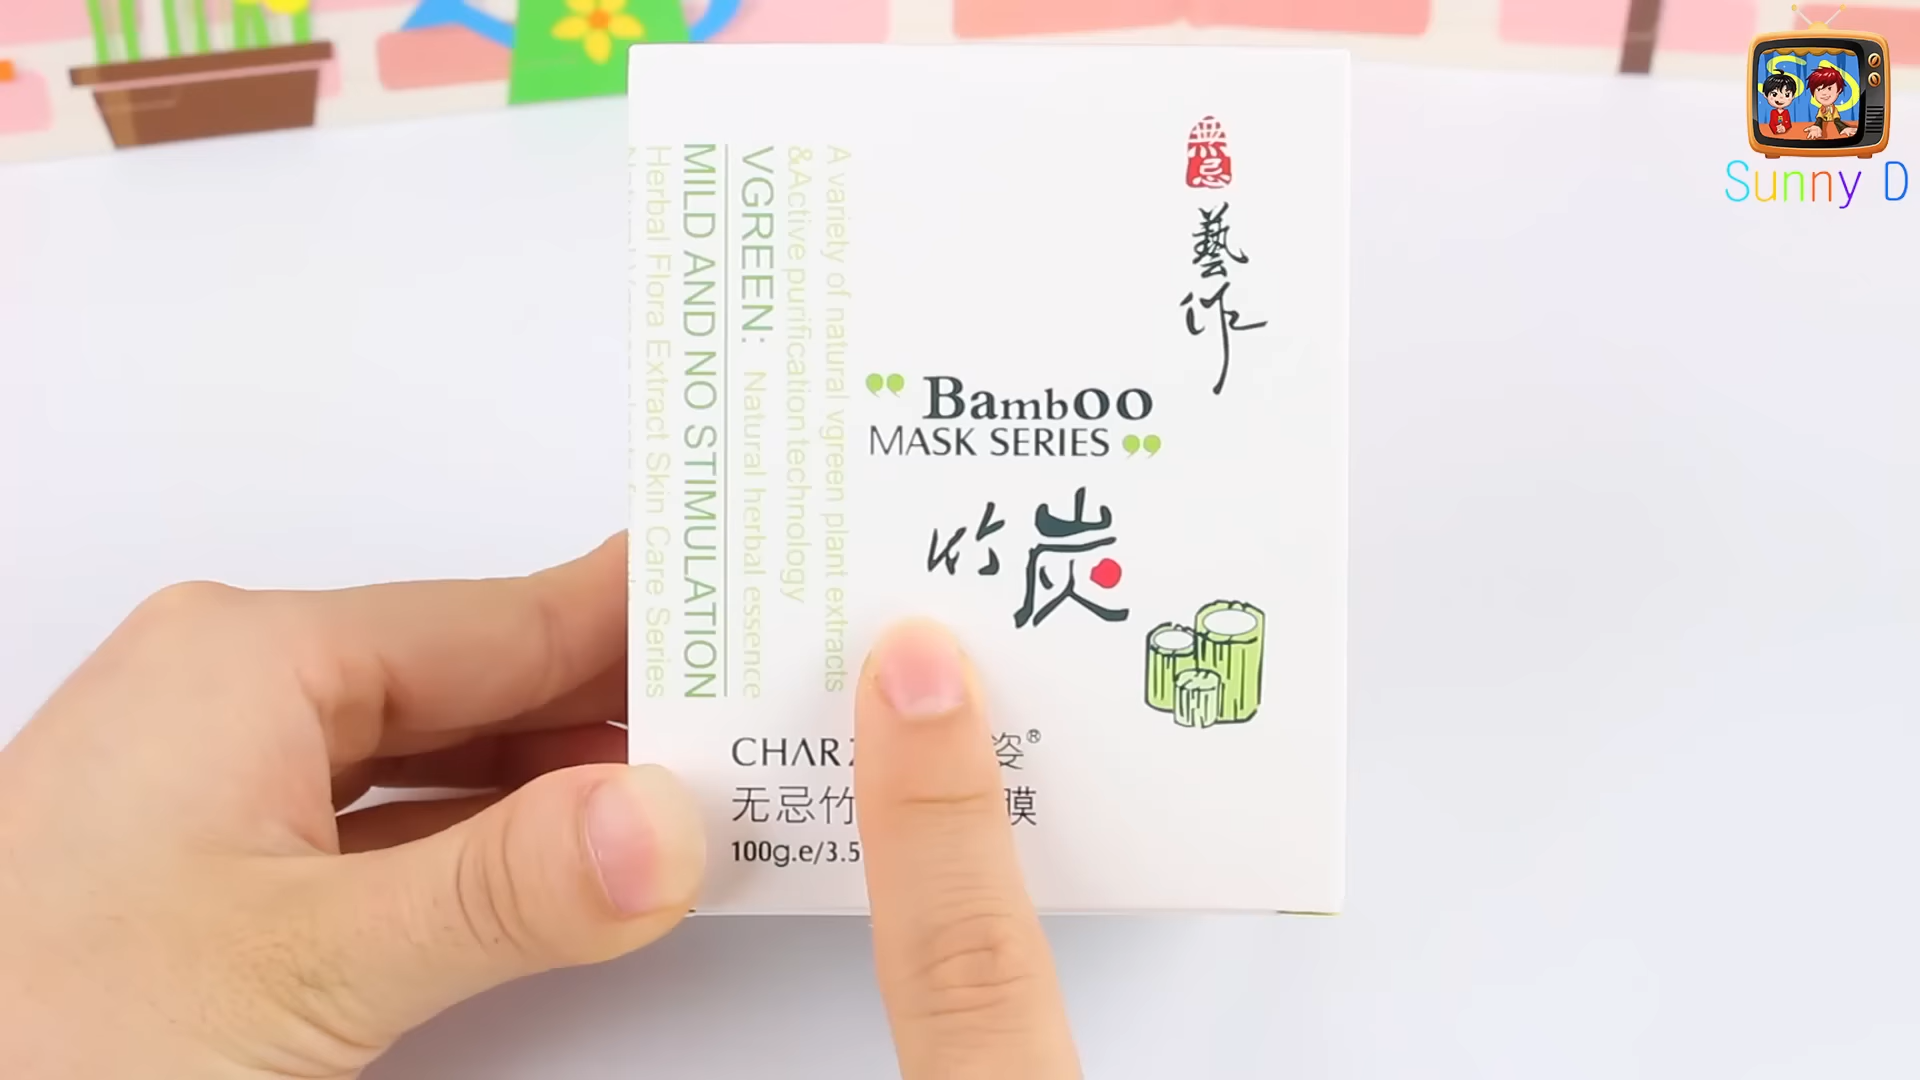 Sunny D
無忌
藝作
Bamboo
MASK SERIES
竹炭
A variety of natural vgreen plant extracts
&Active purification technology
VGREEN: Natural herbal essence
MILD AND NO STIMULATION
Herbal Flora Extract Skin Care Series
CHAR 姿®
无忌竹 膜
100g.e/3.5